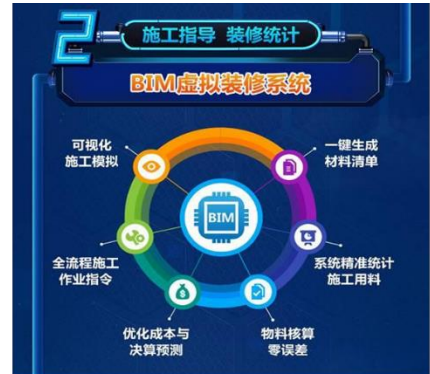 2
施工指导 装修统计
BIM虚拟装修系统
可视化
施工模拟
一键生成
材料清单
BIM
全流程施工
作业指令
系统精准统计
施工用料
优化成本与
决算预测
物料核算
零误差